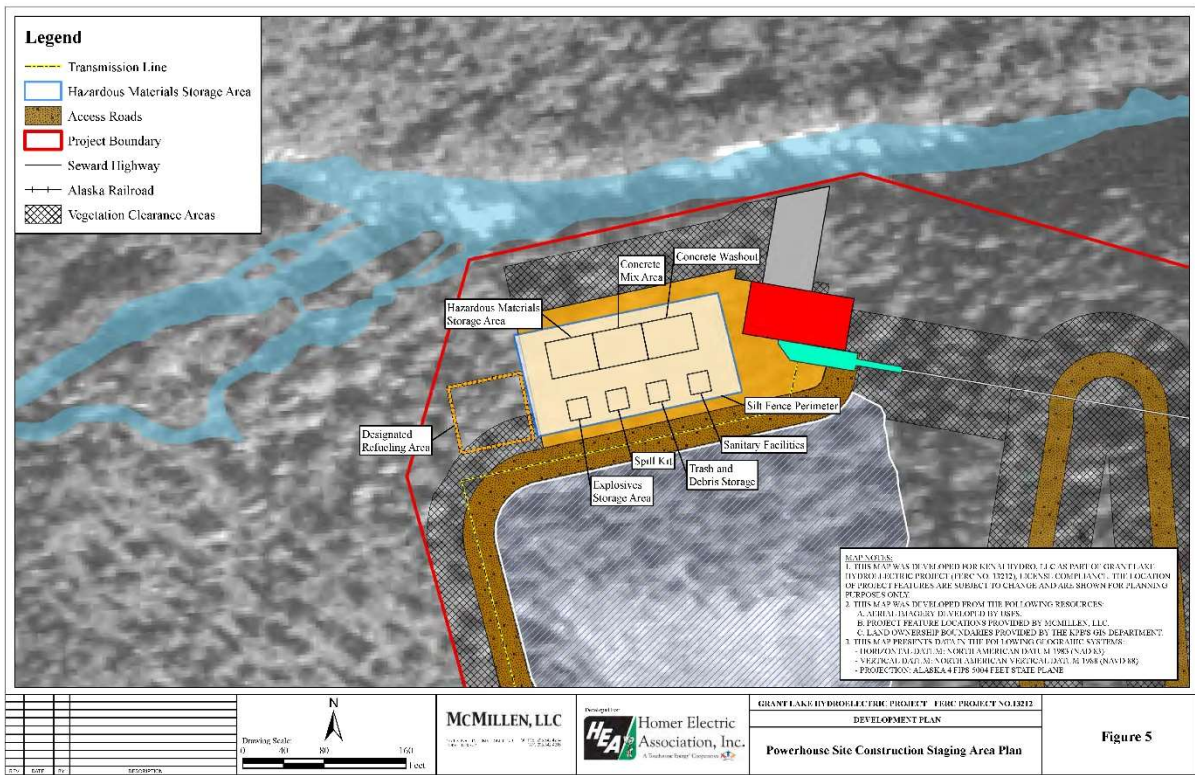 Legend
Transmission Line
Hazardous Materials Storage Area
Access Roads
Project Boundary
Seward Highway
Alaska Railroad
Vegetation Clearance Areas
Concrete
Mix Area
Concrete Washout
Hazardous Materials
Storage Area
Designated
Refueling Area
Silt Fence Perimeter
Sanitary Facilities
Spill Kit
Trash and
Debris Storage
Explosives
Storage Area
MAP NOTES:
1. THIS MAP WAS DEVELOPED FOR KENAI HYDRO, LLC AS PART OF GRANT LAKE
HYDROELECTRIC PROJECT (FERC NO. 13212), LICENSE COMPLIANCE. THE LOCATION
OF PROJECT FEATURES ARE SUBJECT TO CHANGE AND ARE SHOWN FOR PLANNING
PURPOSES ONLY.
2. THIS MAP WAS DEVELOPED FROM THE FOLLOWING RESOURCES:
A. AERIAL IMAGERY DEVELOPED BY USFS.
B. PROJECT FEATURE LOCATIONS PROVIDED BY MCMILLEN, LLC.
C. LAND OWNERSHIP BOUNDARIES PROVIDED BY THE KPB'S GIS DEPARTMENT.
3. THIS MAP PRESENTS DATA IN THE FOLLOWING GEOGRAPHIC SYSTEMS:
- HORIZONTAL DATUM: NORTH AMERICAN DATUM 1983 (NAD 83)
- VERTICAL DATUM: NORTH AMERICAN VERTICAL DATUM 1988 (NAVD 88)
- PROJECTION: ALASKA 4 FIPS 5004 FEET STATE PLANE
REV DATE BY DESCRIPTION
N
Drawing Scale:
0 40 80 160
Feet
MCMILLEN, LLC
Developed For:
HEA
Homer Electric
Association, Inc.
A Touchstone Energy Cooperative
GRANT LAKE HYDROELECTRIC PROJECT FERC PROJECT NO.13212
DEVELOPMENT PLAN
Powerhouse Site Construction Staging Area Plan
Figure 5